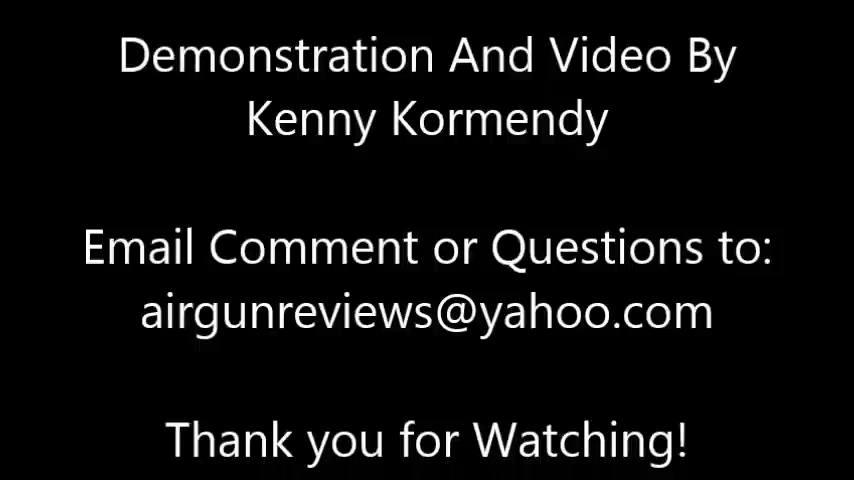 Demonstration And Video By
Kenny Kormendy
Email Comment or Questions to:
airgunreviews@yahoo.com
Thank you for Watching!